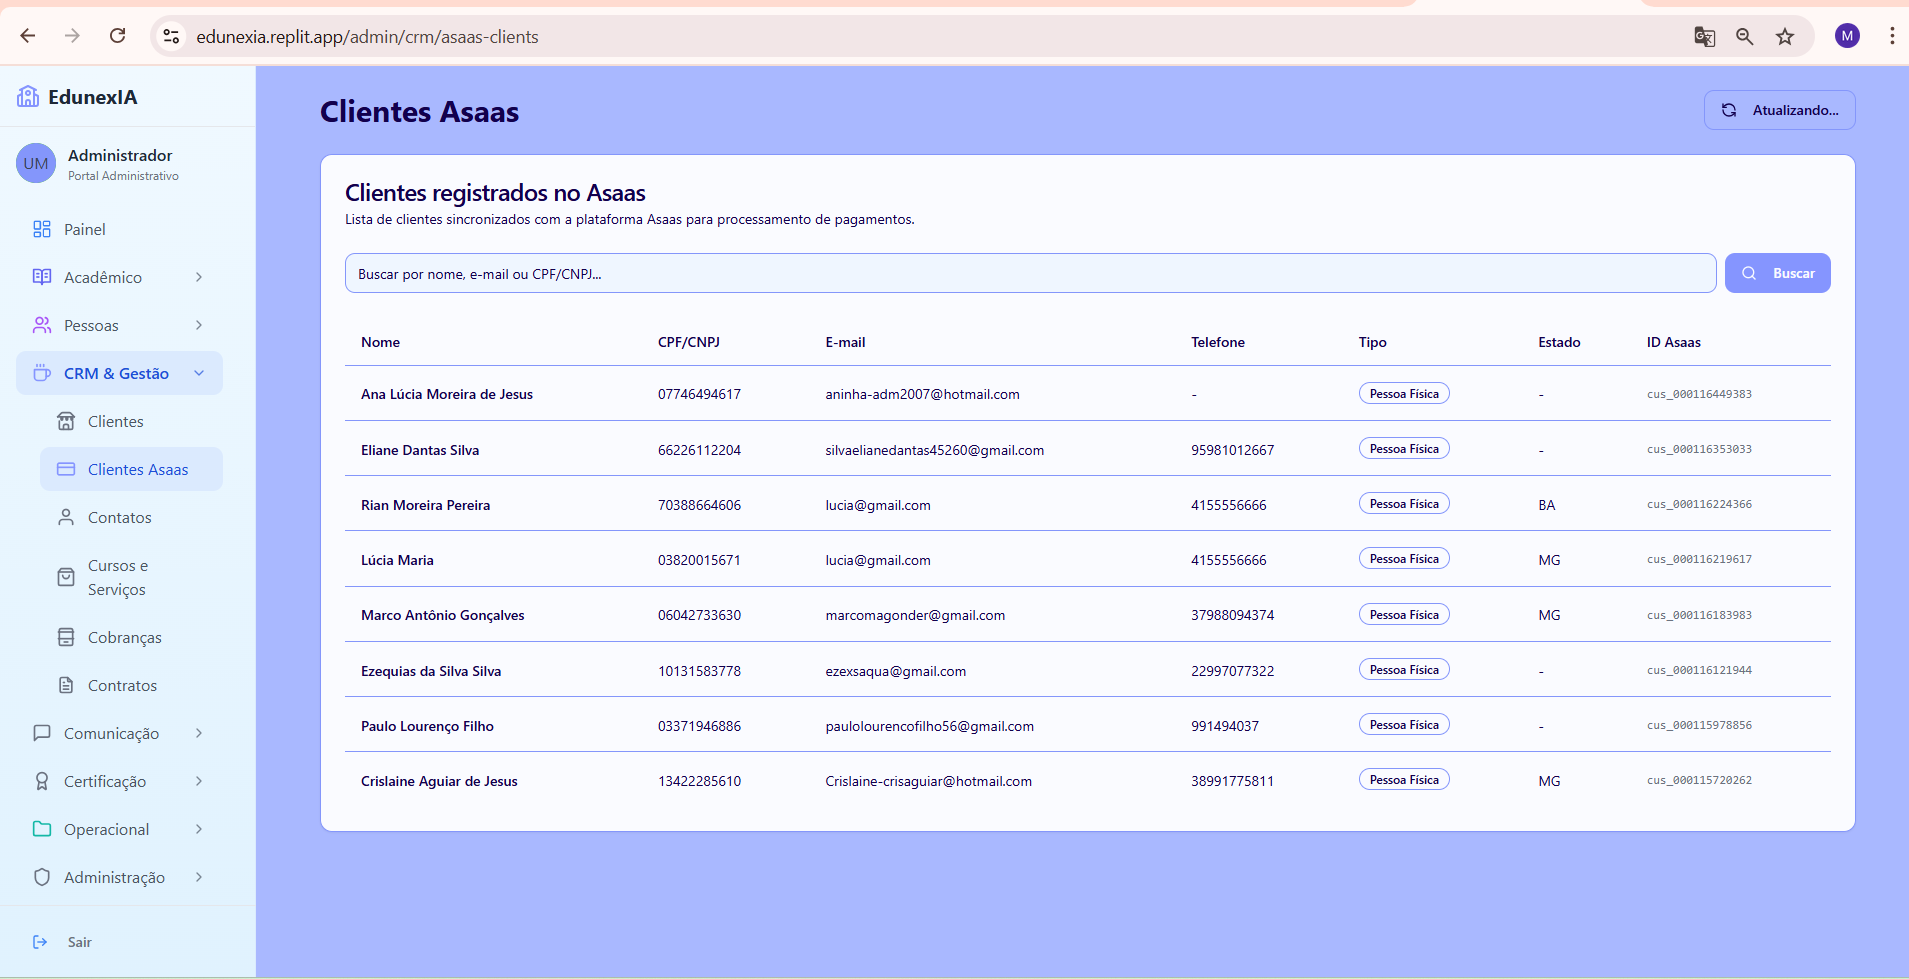 edunexia.replit.app/admin/crm/asaas-clients
M
EdunexIA
UM
Administrador
Portal Administrativo
Painel
Acadêmico
Pessoas
CRM & Gestão
Clientes
Clientes Asaas
Contatos
Cursos e
Serviços
Cobranças
Contratos
Comunicação
Certificação
Operacional
Administração
Sair
Clientes Asaas
Atualizando...
Clientes registrados no Asaas
Lista de clientes sincronizados com a plataforma Asaas para processamento de pagamentos.
Buscar por nome, e-mail ou CPF/CNPJ...
Buscar
Nome CPF/CNPJ E-mail Telefone Tipo Estado ID Asaas
Ana Lúcia Moreira de Jesus 07746494617 aninha-adm2007@hotmail.com - Pessoa Física - cus_000116449383
Eliane Dantas Silva 66226112204 silvaelianedantas45260@gmail.com 95981012667 Pessoa Física - cus_000116353033
Rian Moreira Pereira 70388664606 lucia@gmail.com 4155556666 Pessoa Física BA cus_000116224366
Lúcia Maria 03820015671 lucia@gmail.com 4155556666 Pessoa Física MG cus_000116219617
Marco Antônio Gonçalves 06042733630 marcomagonder@gmail.com 37988094374 Pessoa Física MG cus_000116183983
Ezequias da Silva Silva 10131583778 ezexsaqua@gmail.com 22997077322 Pessoa Física - cus_000116121944
Paulo Lourenço Filho 03371946886 paulolourencofilho56@gmail.com 991494037 Pessoa Física - cus_000115978856
Crislaine Aguiar de Jesus 13422285610 Crislaine-crisaguiar@hotmail.com 38991775811 Pessoa Física MG cus_000115720262